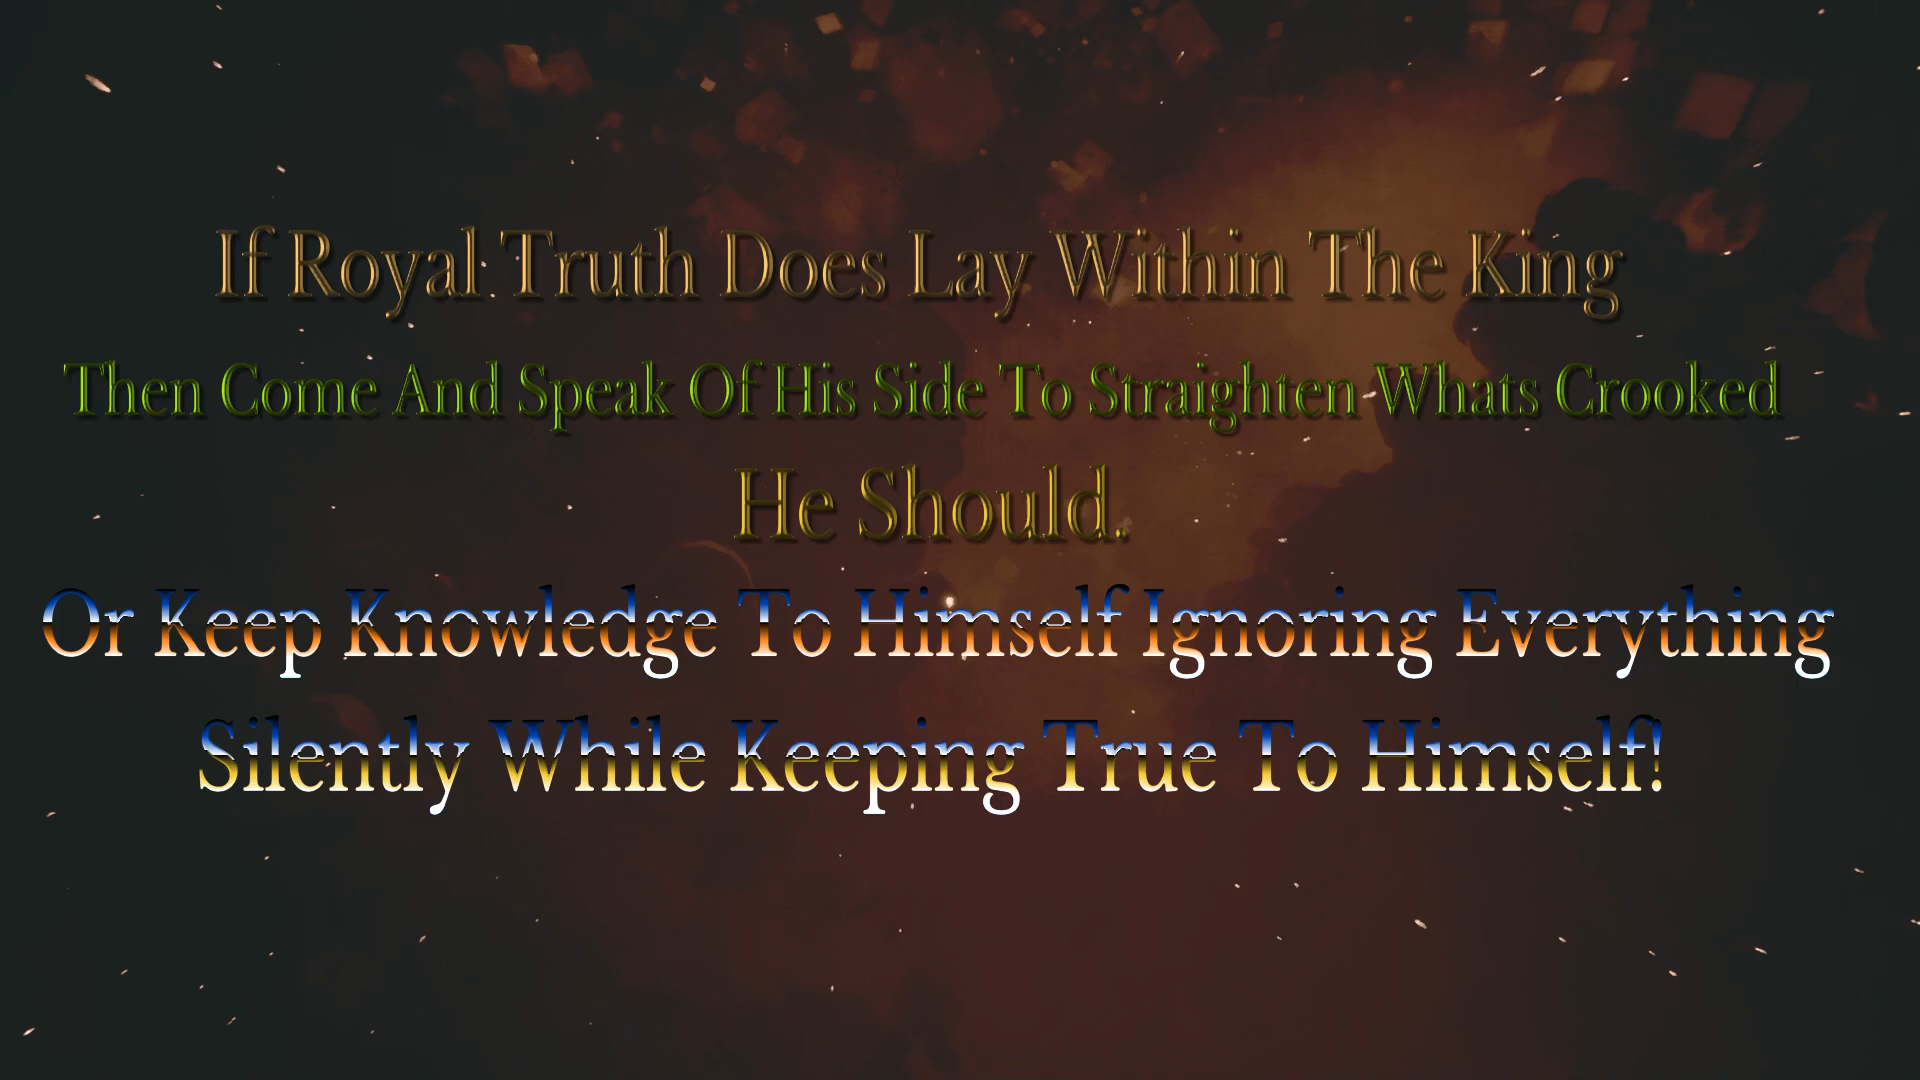 If Royal Truth Does Lay Within The King
Then Come And Speak Of His Side To Straighten Whats Crooked
He Should.
Or Keep Knowledge To Himself Ignoring Everything
Silently While Keeping True To Himself!